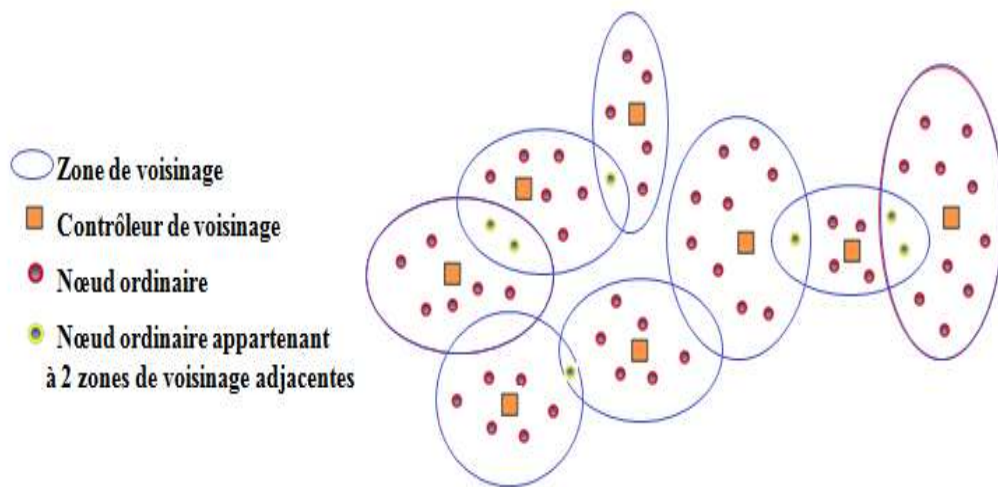 Zone de voisinage
Contrôleur de voisinage
Nœud ordinaire
Nœud ordinaire appartenant
à 2 zones de voisinage adjacentes